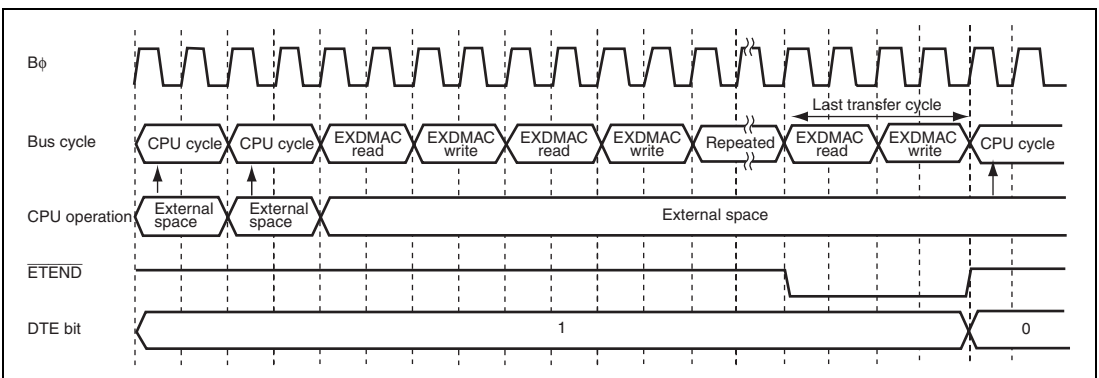 Bϕ
Last transfer cycle
Bus cycle
CPU cycle
CPU cycle
EXDMAC
read
EXDMAC
write
EXDMAC
read
EXDMAC
write
Repeated
EXDMAC
read
EXDMAC
write
CPU cycle
CPU operation
External
space
External
space
External space
ETEND
DTE bit
1
0